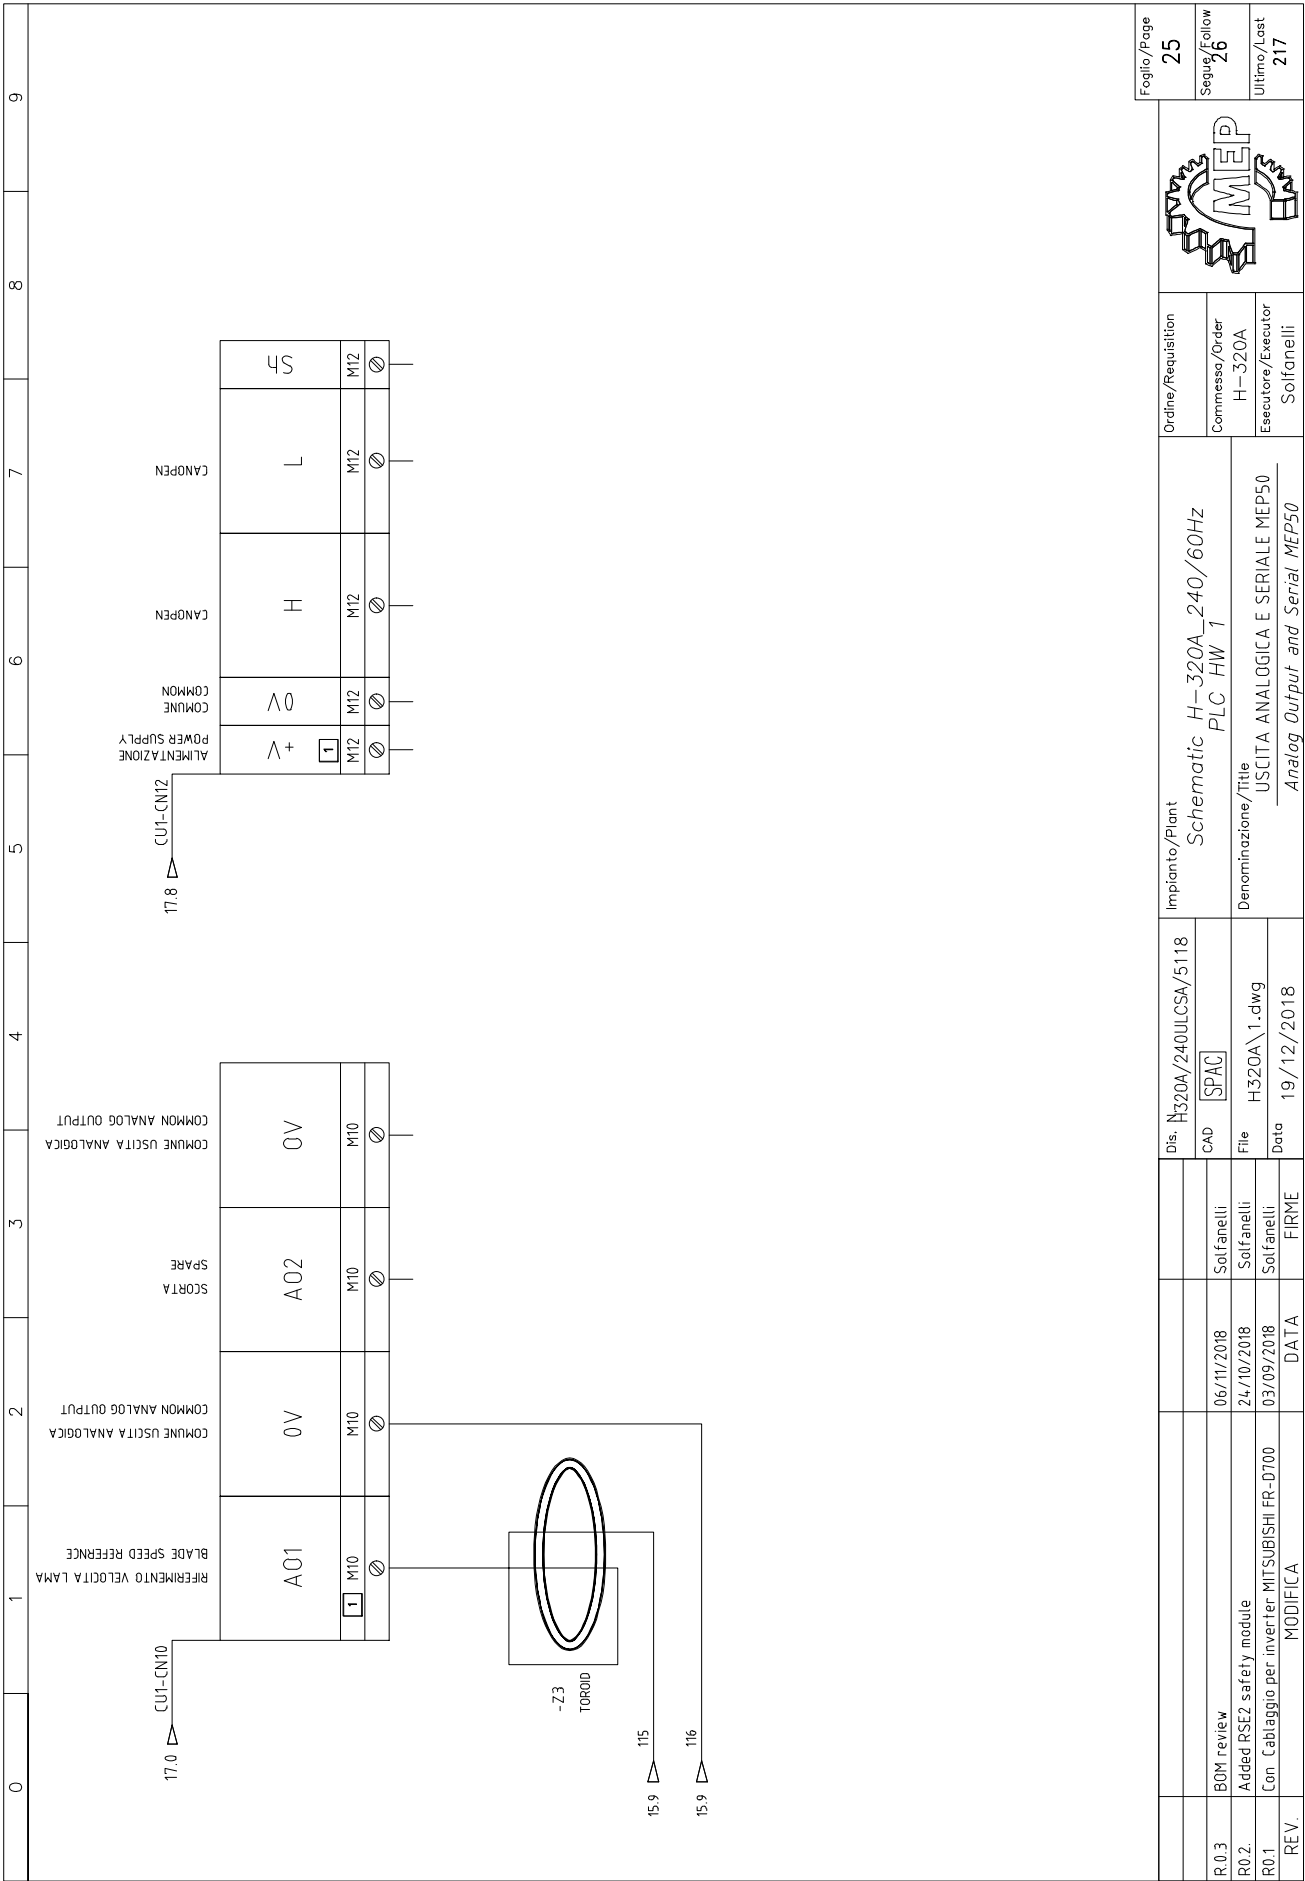 0 1 2 3 4 5 6 7 8 9
17.0
CU1-CN10
RIFERIMENTO VELOCITA LAMA
BLADE SPEED REFERNCE
COMUNE USCITA ANALOGICA
COMMON ANALOG OUTPUT
SCORTA
SPARE
COMUNE USCITA ANALOGICA
COMMON ANALOG OUTPUT
AO1
0V
AO2
0V
1
M10
M10
M10
M10
-Z3
TOROID
15.9
115
15.9
116
17.8
CU1-CN12
ALIMENTAZIONE
POWER SUPPLY
COMUNE
COMMON
CANOPEN
CANOPEN
+V
0V
H
L
Sh
1
M12
M12
M12
M12
M12
R.0.3 BOM review 06/11/2018 Solfanelli
R0.2. Added RSE2 safety module 24/10/2018 Solfanelli
R0.1 Con Cablaggio per inverter MITSUBISHI FR-D700 03/09/2018 Solfanelli
REV. MODIFICA DATA FIRME
Dis. N
H320A/240ULCSA/5118
CAD
SPAC
File
H320A\1.dwg
Data
19/12/2018
Impianto/Plant
Schematic H-320A_240/60Hz
PLC HW 1
Denominazione/Title
USCITA ANALOGICA E SERIALE MEP50
Analog Output and Serial MEP50
Ordine/Requisition
Commessa/Order
H-320A
Esecutore/Executor
Solfanelli
MEP
Foglio/Page
25
Segue/Follow
26
Ultimo/Last
217